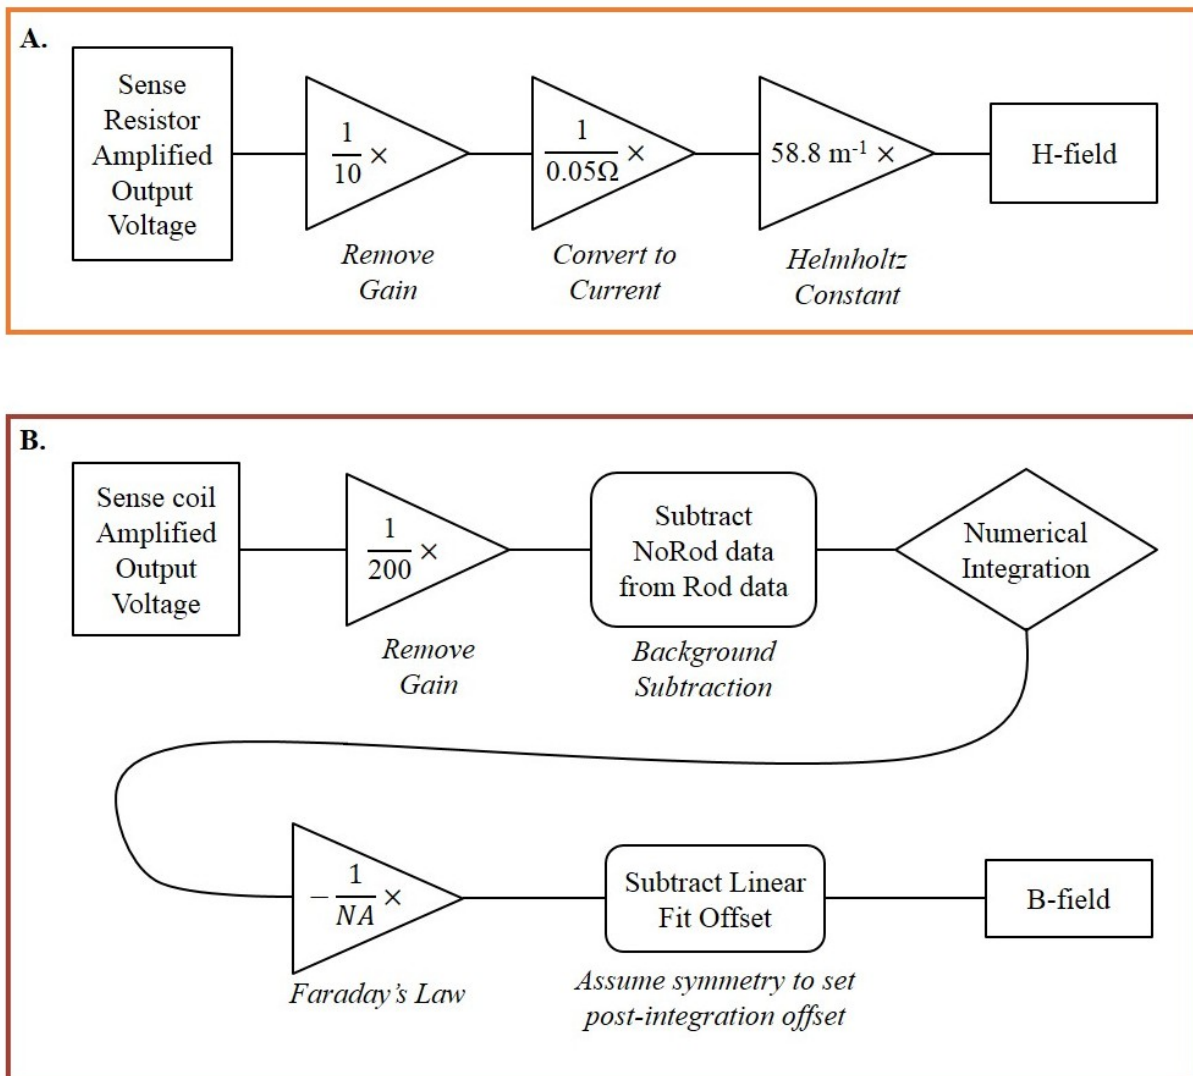 A.
Sense
Resistor
Amplified
Output
Voltage
1
10 ×
Remove
Gain
1
0.05Ω ×
Convert to
Current
58.8 m⁻¹ ×
Helmholtz
Constant
H-field
B.
Sense coil
Amplified
Output
Voltage
1
200 ×
Remove
Gain
Subtract
NoRod data
from Rod data
Background
Subtraction
Numerical
Integration
1
− NA ×
Faraday’s Law
Subtract Linear
Fit Offset
Assume symmetry to set
post-integration offset
B-field